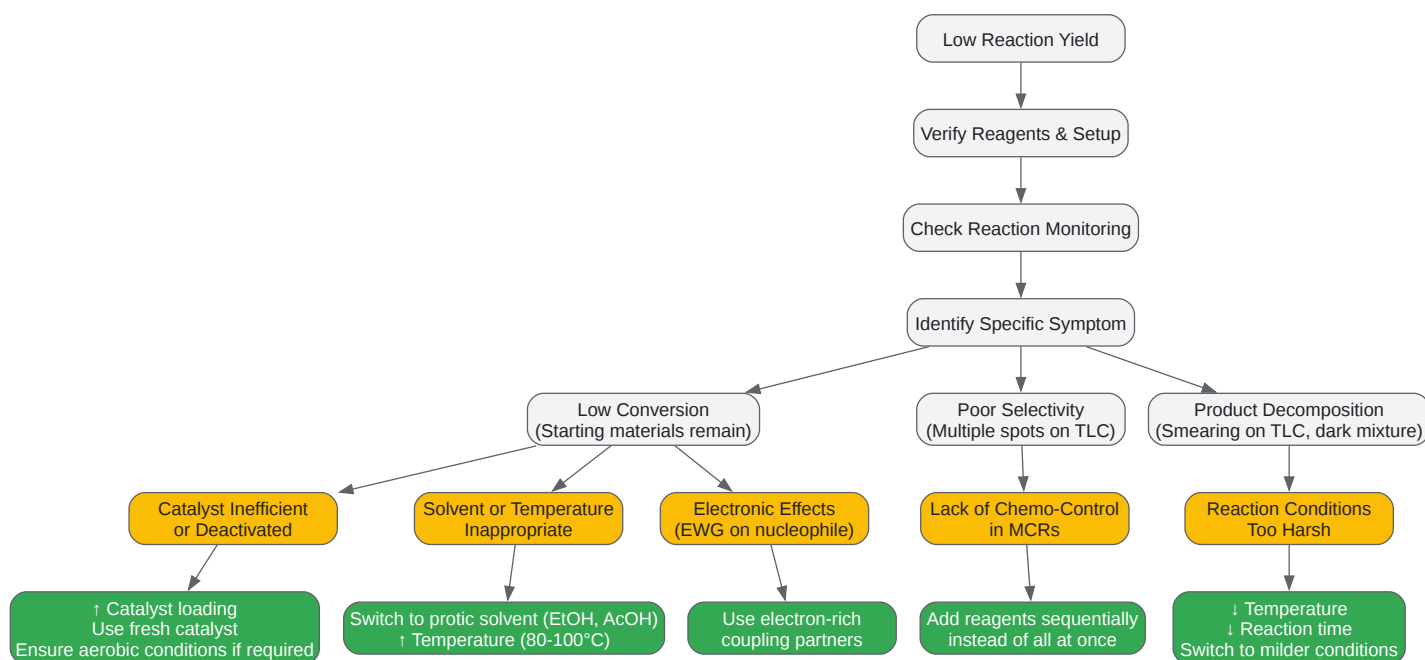 Low Reaction Yield
Verify Reagents & Setup
Check Reaction Monitoring
Identify Specific Symptom
Low Conversion
(Starting materials remain)
Poor Selectivity
(Multiple spots on TLC)
Product Decomposition
(Smearing on TLC, dark mixture)
Catalyst Inefficient
or Deactivated
Solvent or Temperature
Inappropriate
Electronic Effects
(EWG on nucleophile)
Lack of Chemo-Control
in MCRs
Reaction Conditions
Too Harsh
↑ Catalyst loading
Use fresh catalyst
Ensure aerobic conditions if required
Switch to protic solvent (EtOH, AcOH)
↑ Temperature (80-100°C)
Use electron-rich
coupling partners
Add reagents sequentially
instead of all at once
↓ Temperature
↓ Reaction time
Switch to milder conditions